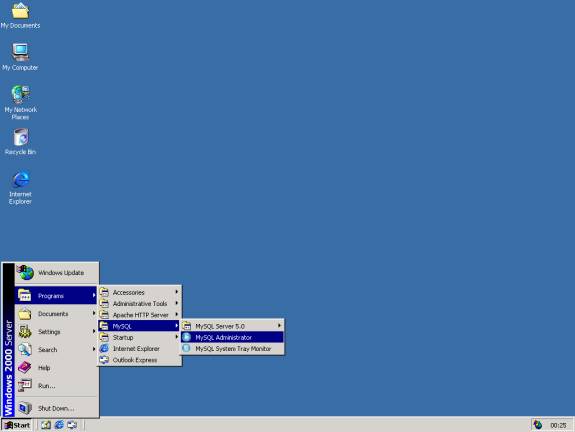 My Documents
My Computer
My Network
Places
Recycle Bin
Internet
Explorer
Windows 2000 Server
Windows Update
Programs
Documents
Settings
Search
Help
Run...
Shut Down...
Accessories
Administrative Tools
Apache HTTP Server
MySQL
Startup
Internet Explorer
Outlook Express
MySQL Server 5.0
MySQL Administrator
MySQL System Tray Monitor
Start
00:25